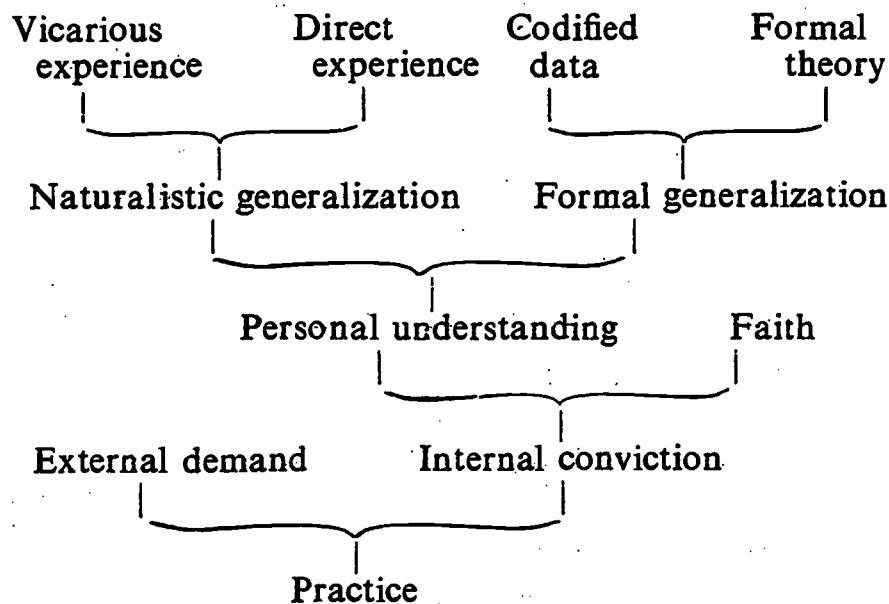 Vicarious experience
Direct experience
Codified data
Formal theory
Naturalistic generalization
Formal generalization
Personal understanding
Faith
External demand
Internal conviction
Practice